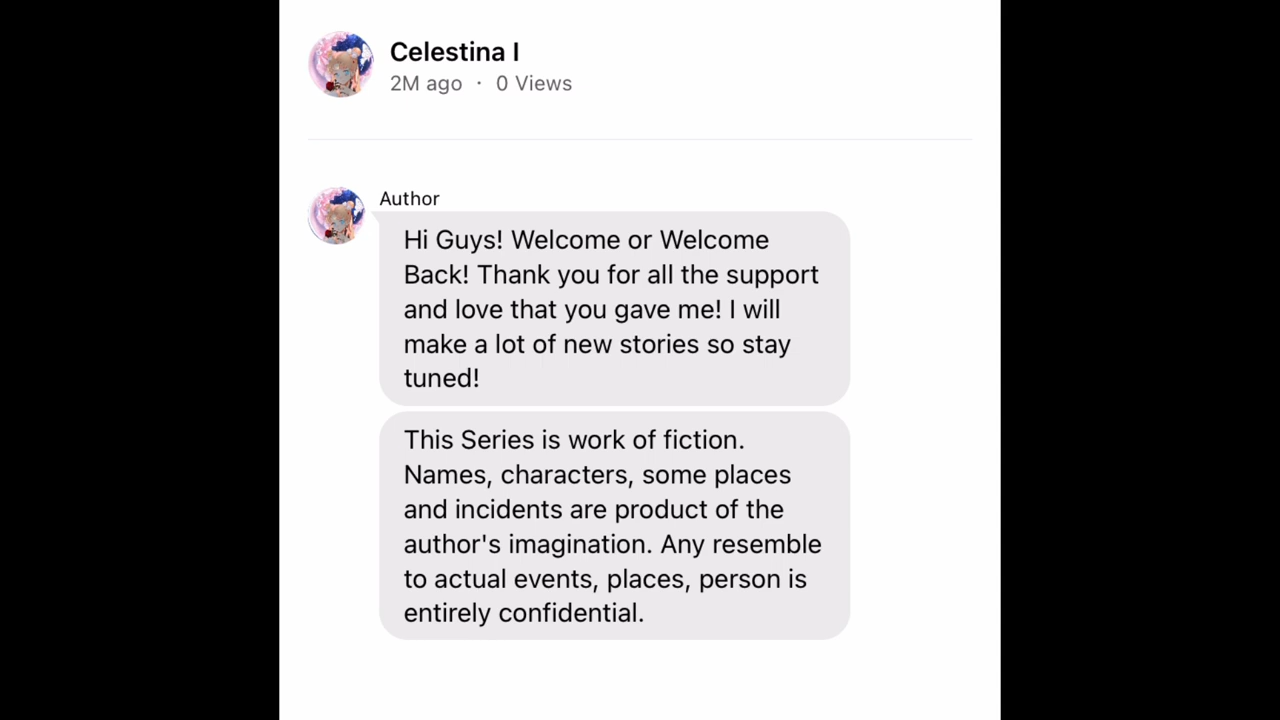 Celestina I
2M ago · 0 Views
Author
Hi Guys! Welcome or Welcome
Back! Thank you for all the support
and love that you gave me! I will
make a lot of new stories so stay
tuned!
This Series is work of fiction.
Names, characters, some places
and incidents are product of the
author's imagination. Any resemble
to actual events, places, person is
entirely confidential.